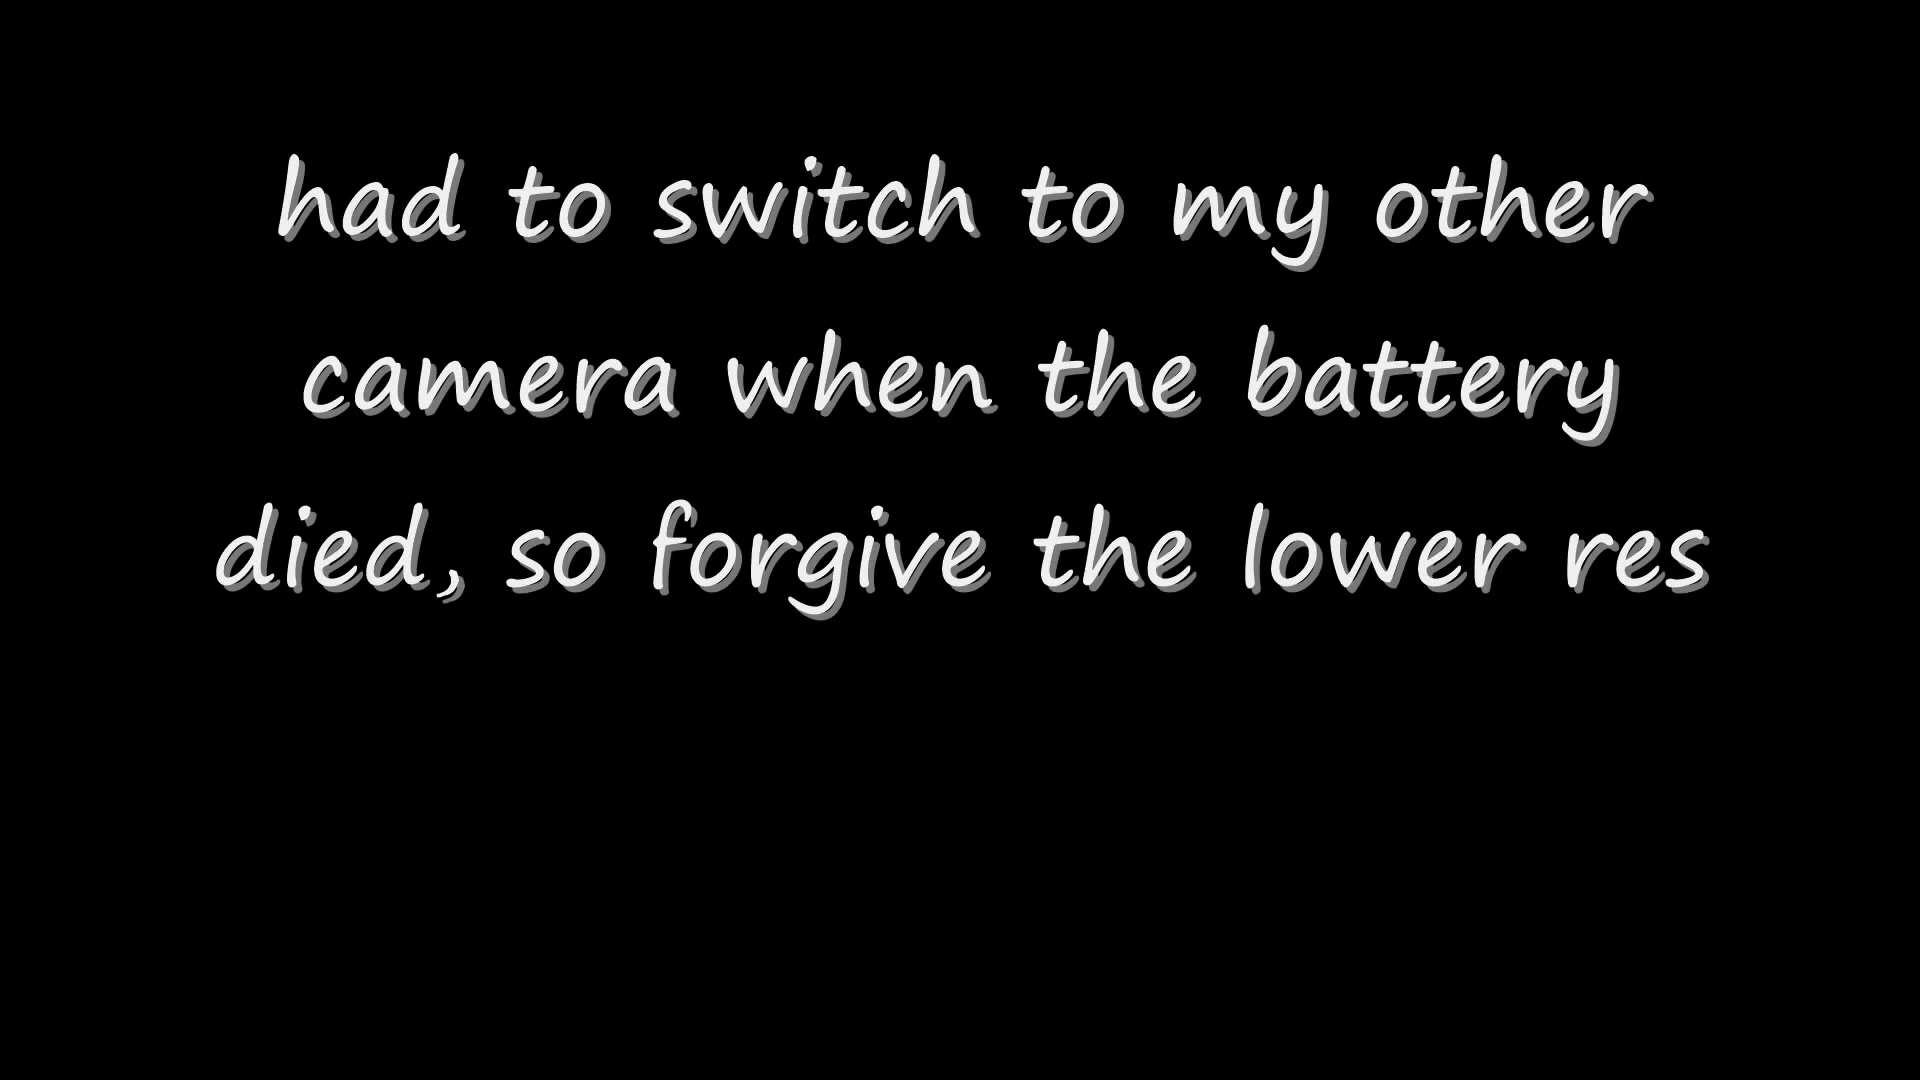 had to switch to my other
camera when the battery
died, so forgive the lower res